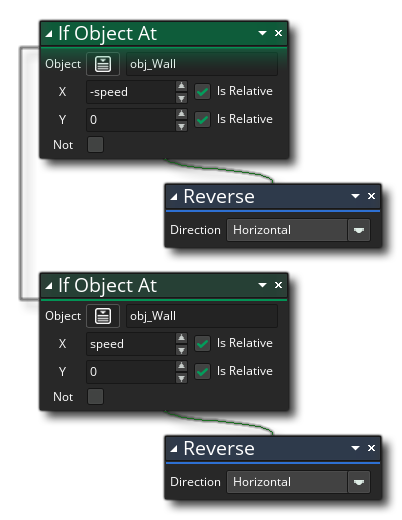 If Object At
Object obj_Wall
X -speed Is Relative
Y 0 Is Relative
Not
Reverse
Direction Horizontal
If Object At
Object obj_Wall
X speed Is Relative
Y 0 Is Relative
Not
Reverse
Direction Horizontal